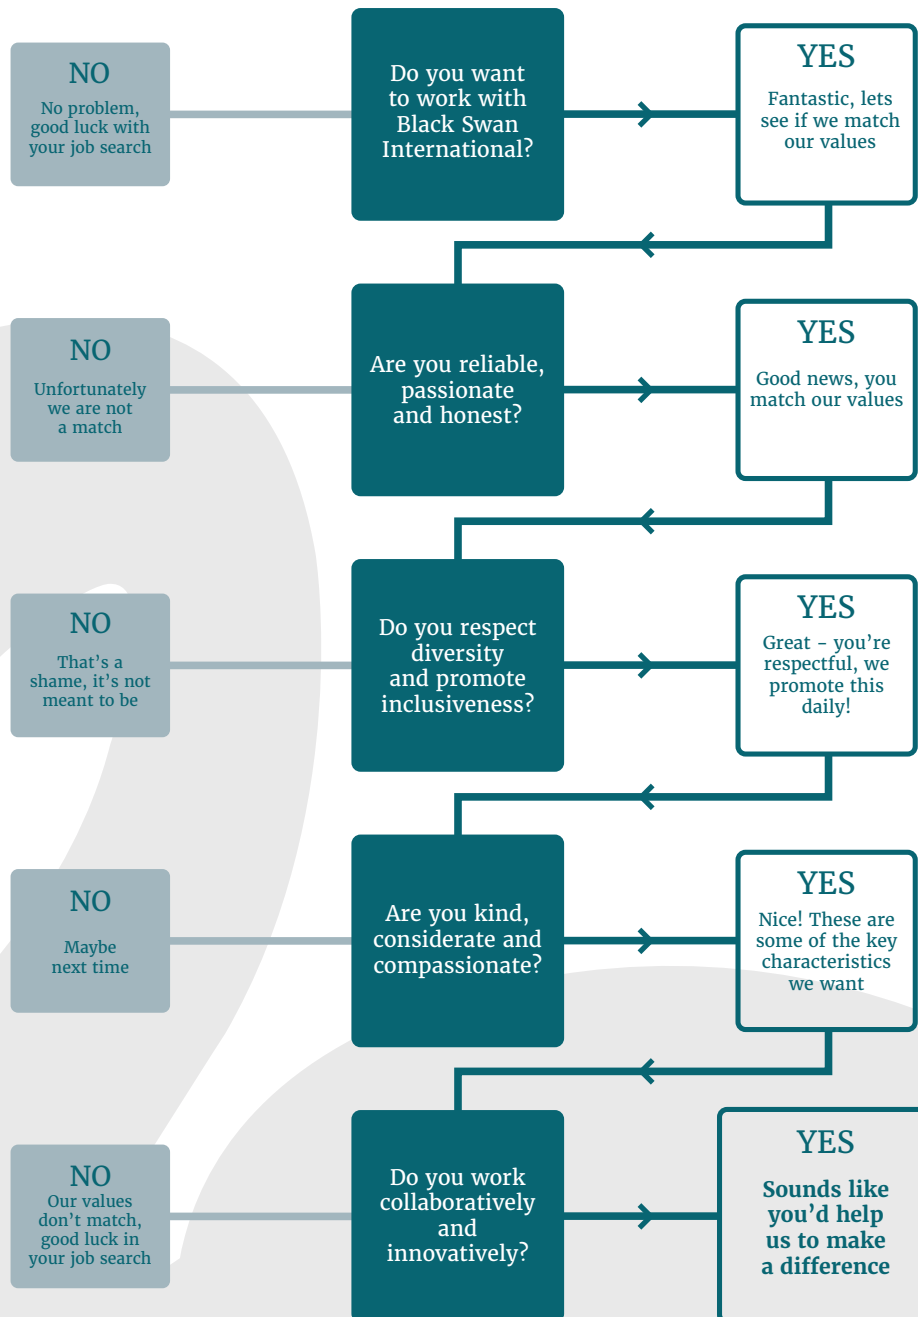 NO
No problem,
good luck with
your job search
Do you want
to work with
Black Swan
International?
YES
Fantastic, lets
see if we match
our values
NO
Unfortunately
we are not
a match
Are you reliable,
passionate
and honest?
YES
Good news, you
match our values
NO
That's a
shame, it's not
meant to be
Do you respect
diversity
and promote
inclusiveness?
YES
Great - you're
respectful, we
promote this
daily!
NO
Maybe
next time
Are you kind,
considerate and
compassionate?
YES
Nice! These are
some of the key
characteristics
we want
NO
Our values
don't match,
good luck in
your job search
Do you work
collaboratively
and
innovatively?
YES
Sounds like
you'd help
us to make
a difference